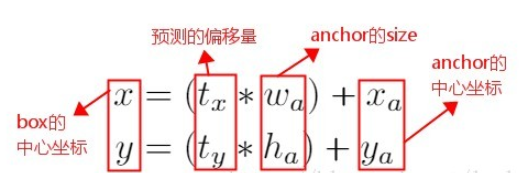 预测的偏移量
anchor的size
anchor的
中心坐标
x = (t_x * w_a) + x_a
y = (t_y * h_a) + y_a
box的
中心坐标